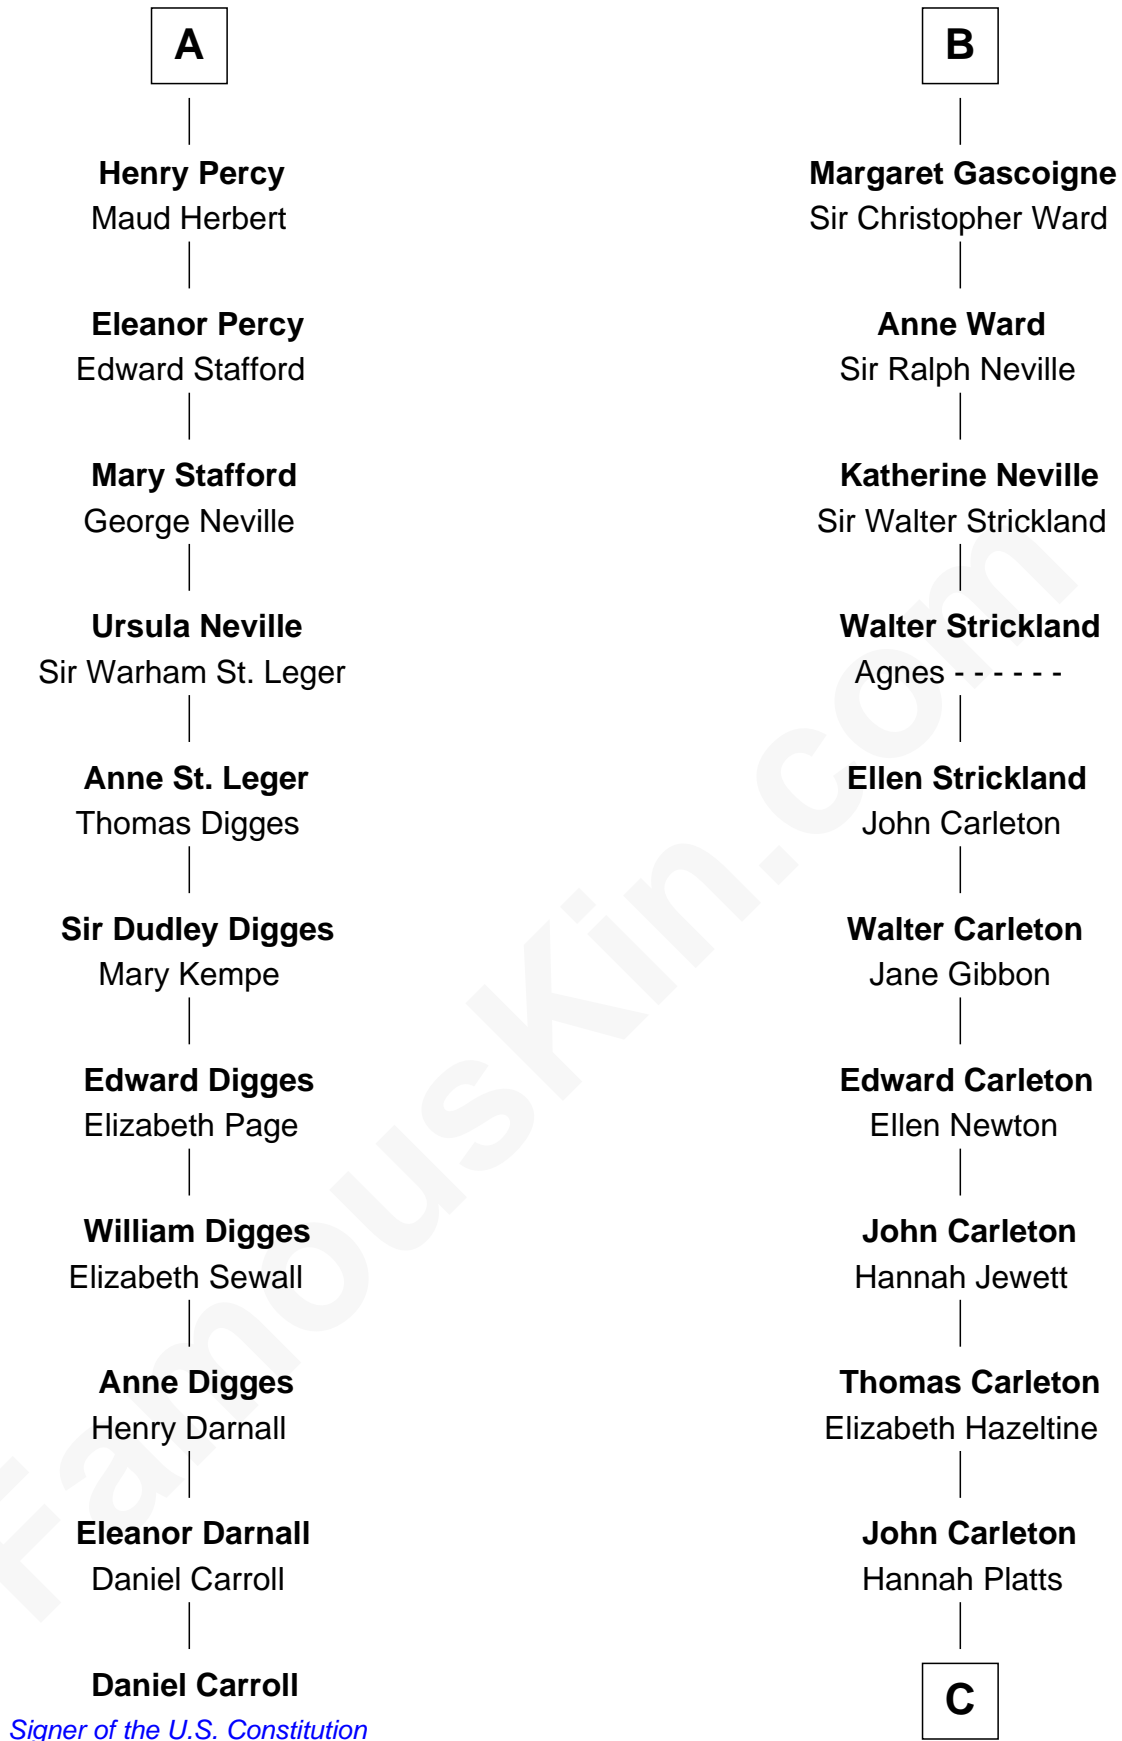 A
Henry Percy
Maud Herbert
Eleanor Percy
Edward Stafford
Mary Stafford
George Neville
Ursula Neville
Sir Warham St. Leger
Anne St. Leger
Thomas Digges
Sir Dudley Digges
Mary Kempe
Edward Digges
Elizabeth Page
William Digges
Elizabeth Sewall
Anne Digges
Henry Darnall
Eleanor Darnall
Daniel Carroll
Daniel Carroll
Signer of the U.S. Constitution
B
Margaret Gascoigne
Sir Christopher Ward
Anne Ward
Sir Ralph Neville
Katherine Neville
Sir Walter Strickland
Walter Strickland
Agnes - - - - - -
Ellen Strickland
John Carleton
Walter Carleton
Jane Gibbon
Edward Carleton
Ellen Newton
John Carleton
Hannah Jewett
Thomas Carleton
Elizabeth Hazeltine
John Carleton
Hannah Platts
C
FamousKin.com